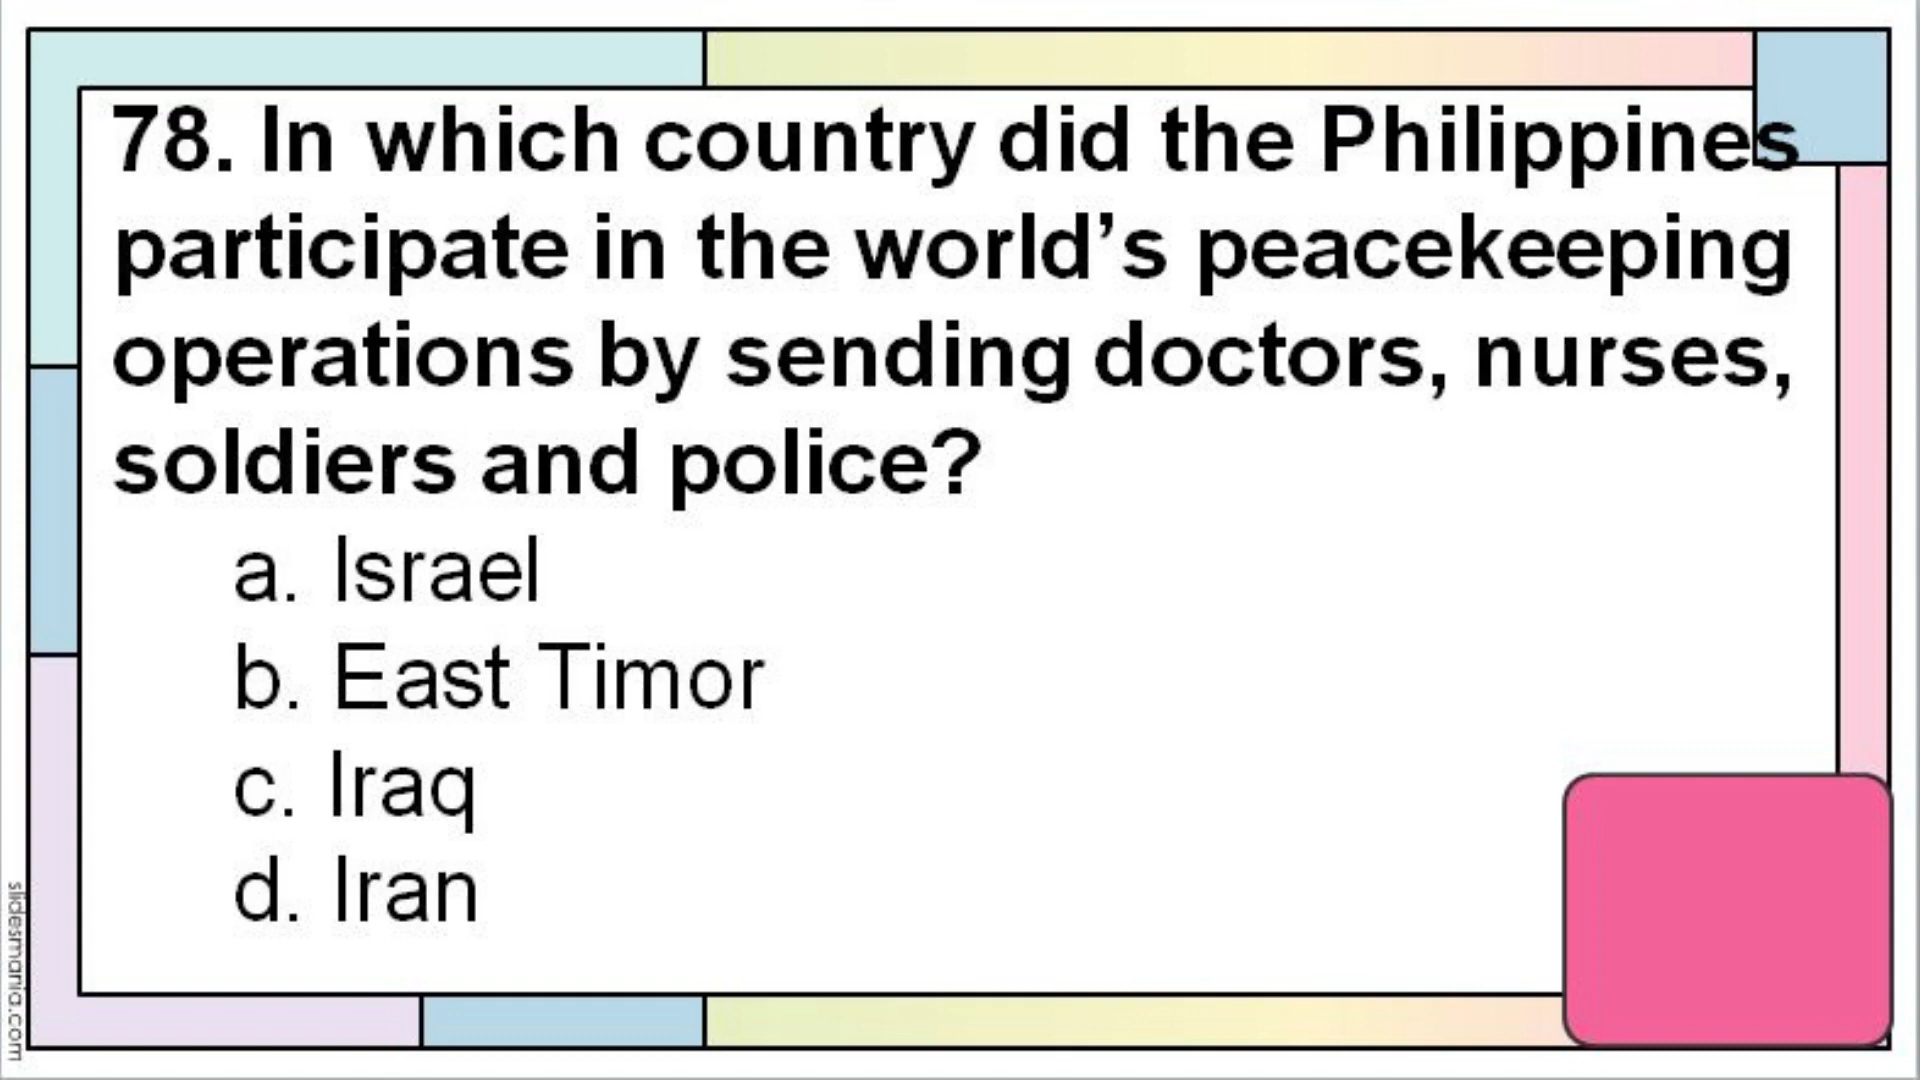 78. In which country did the Philippines
participate in the world’s peacekeeping
operations by sending doctors, nurses,
soldiers and police?
a. Israel
b. East Timor
c. Iraq
d. Iran
slidesmania.com